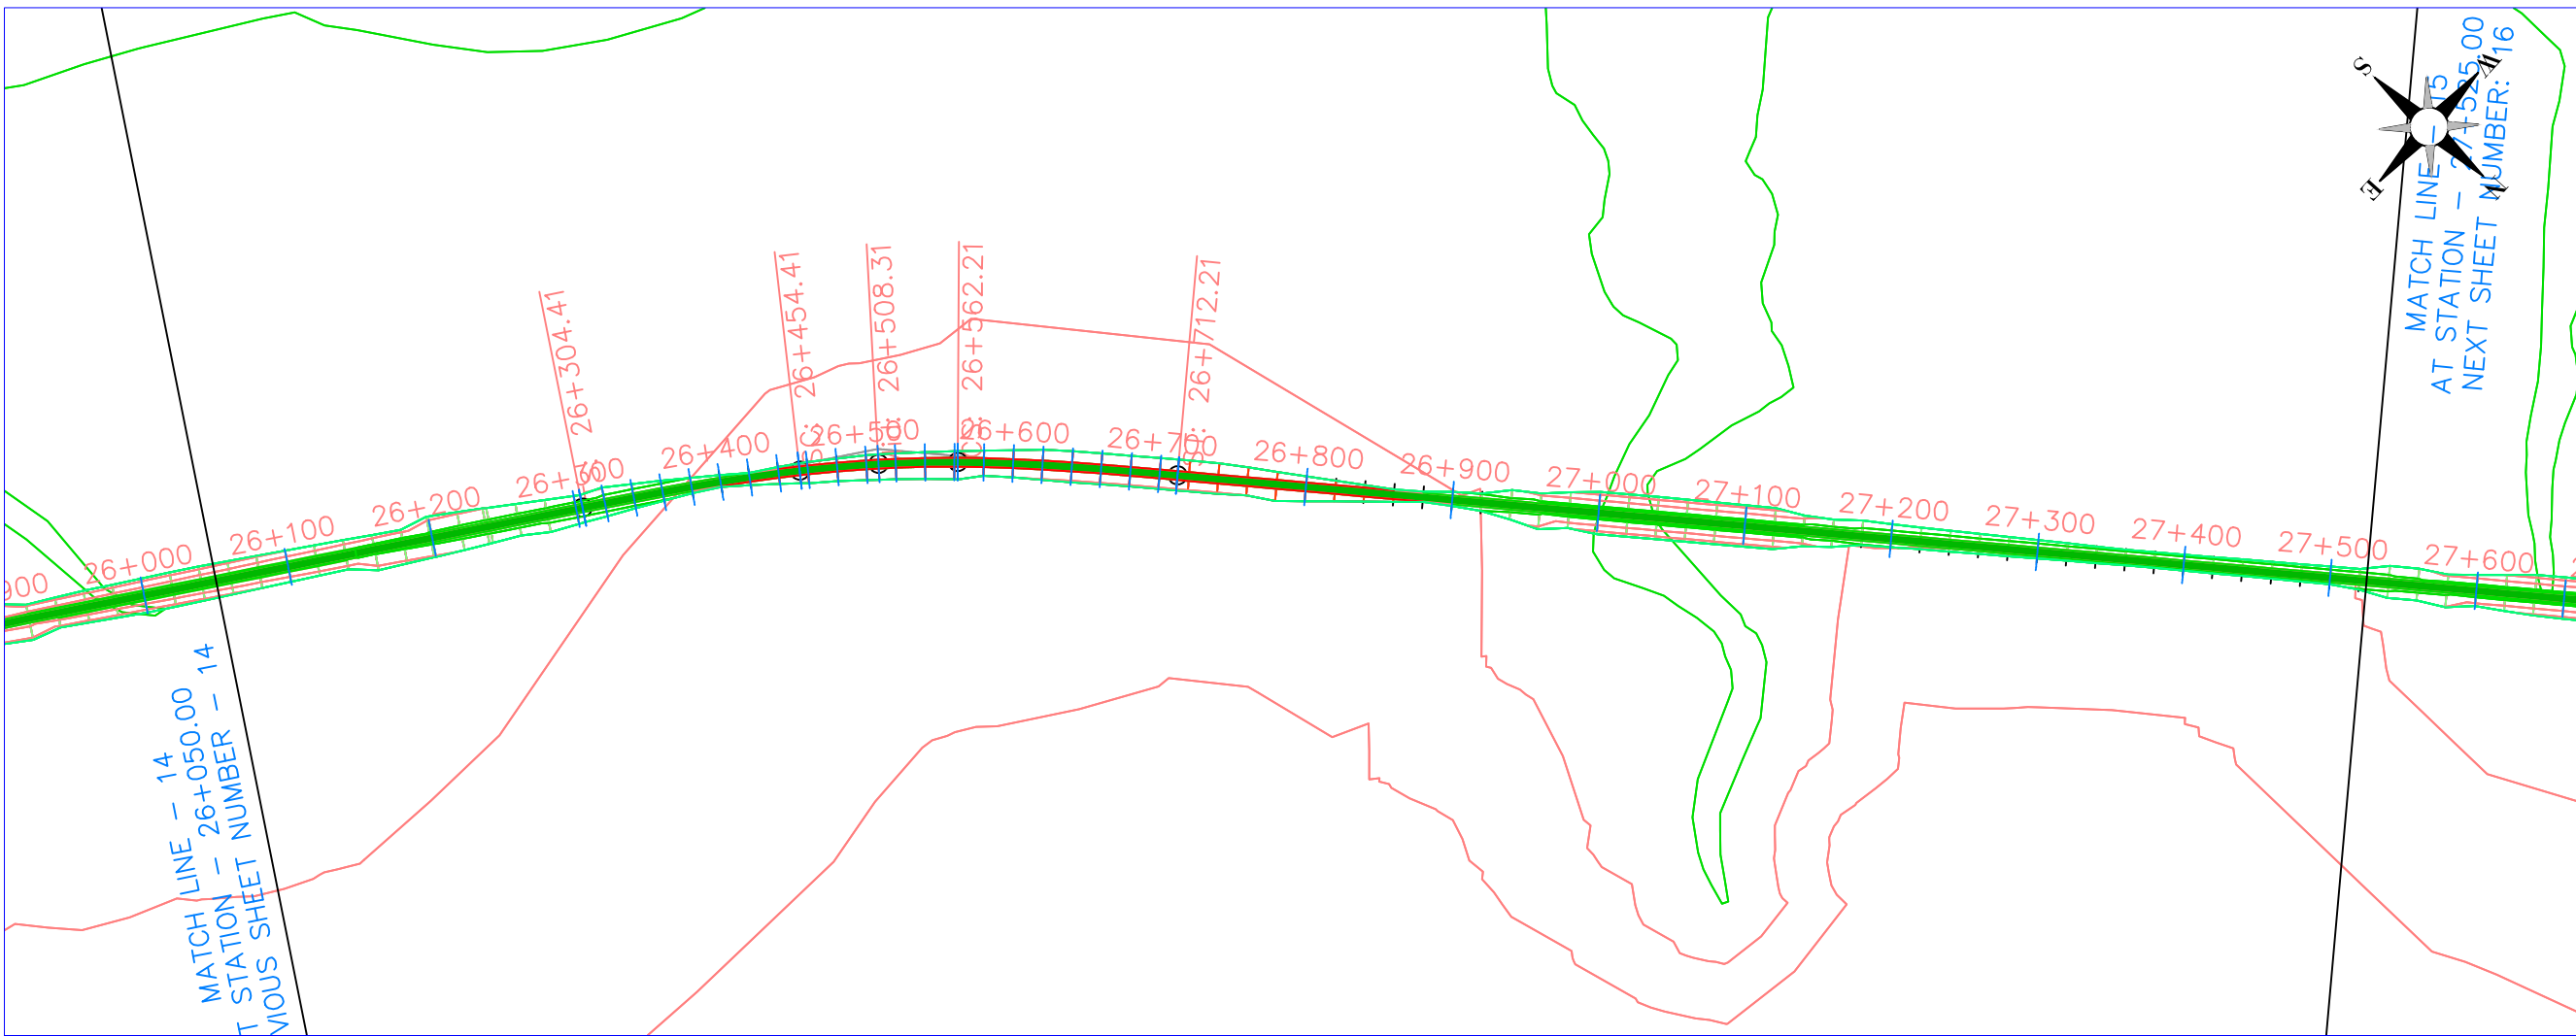 MATCH LINE - 15
AT STATION - 27+525.00
NEXT SHEET NUMBER: 16
S
W
E
N
26+304.41
26+454.41
26+508.31
26+562.21
26+712.21
900
26+000
26+100
26+200
26+300
26+400
26+500
26+600
26+700
26+800
26+900
27+000
27+100
27+200
27+300
27+400
27+500
27+600
MATCH LINE - 14
T STATION - 26+050.00
VIOUS SHEET NUMBER - 14